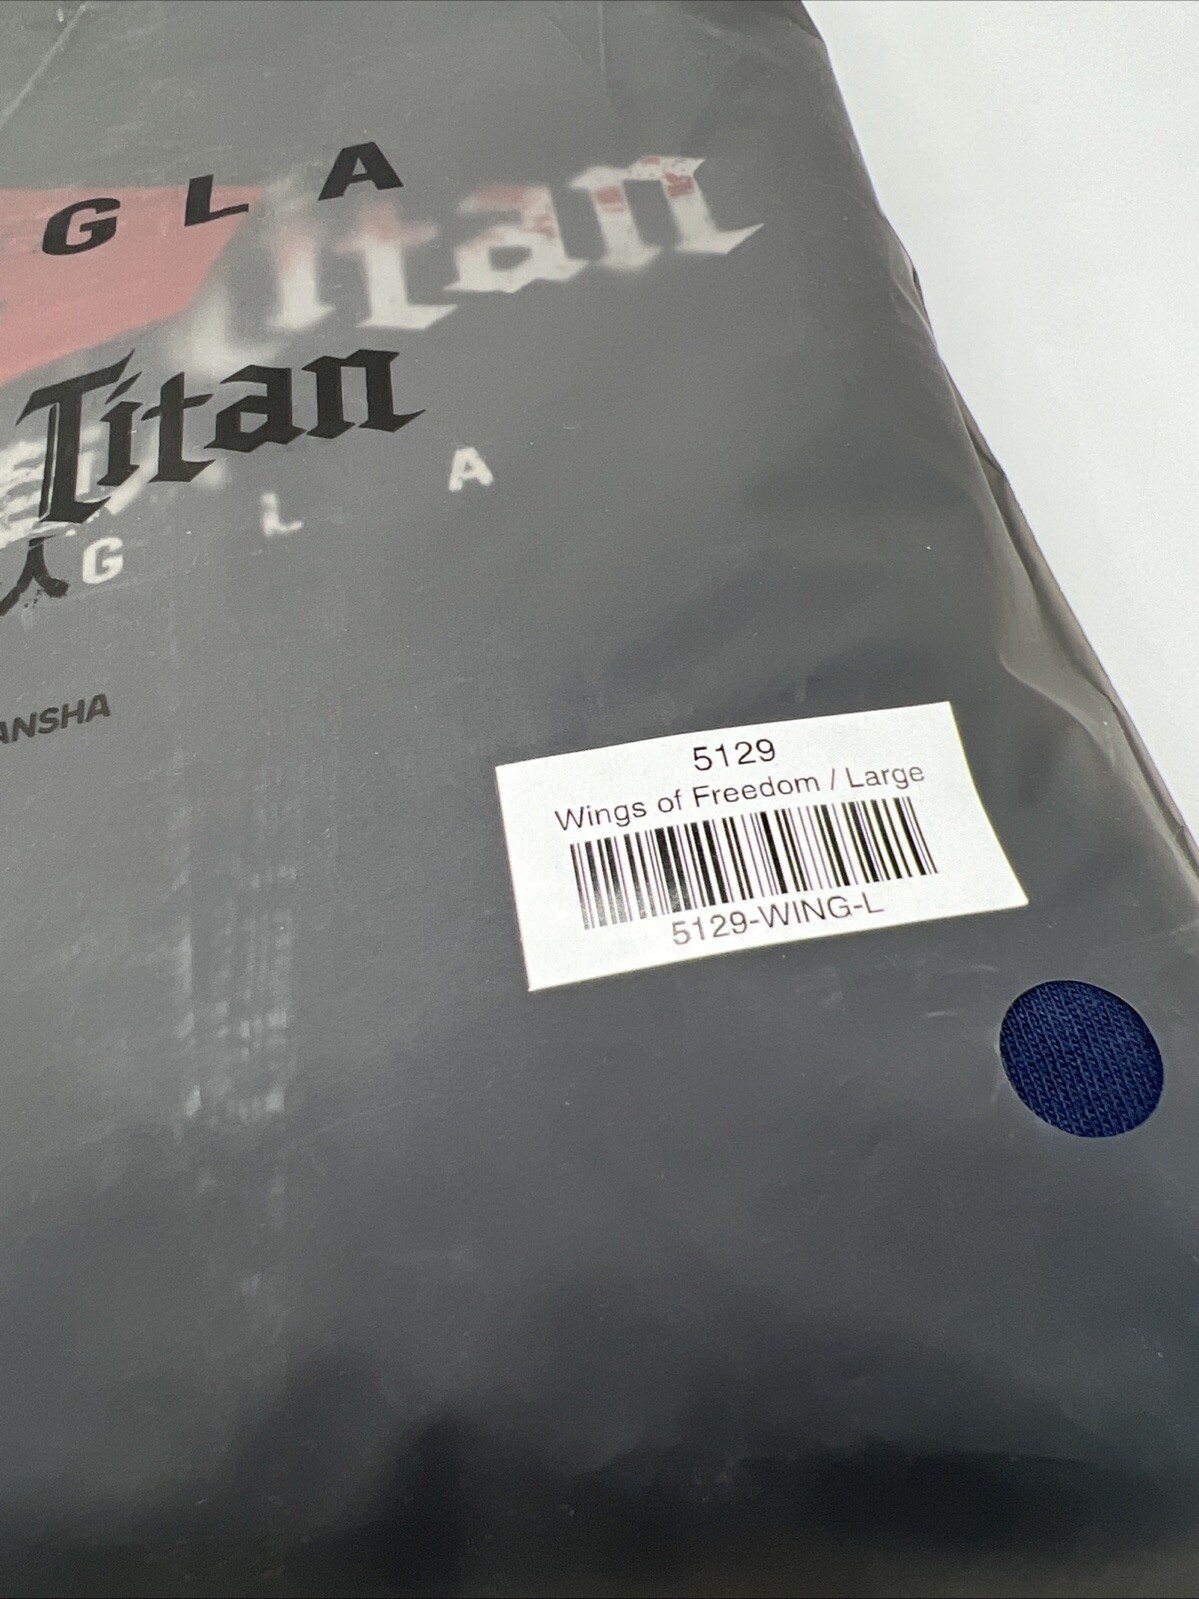 G L A
Titan
Titan
G L A
ANSHA
5129
Wings of Freedom / Large
5129-WING-L